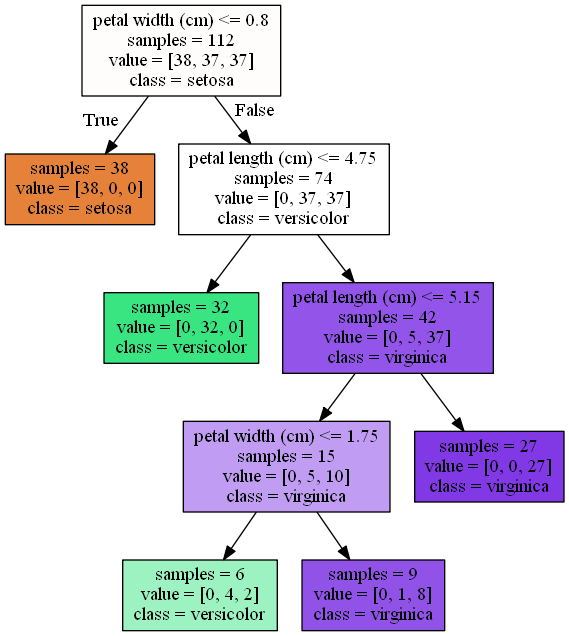 petal width (cm) <= 0.8
samples = 112
value = [38, 37, 37]
class = setosa
True
False
samples = 38
value = [38, 0, 0]
class = setosa
petal length (cm) <= 4.75
samples = 74
value = [0, 37, 37]
class = versicolor
samples = 32
value = [0, 32, 0]
class = versicolor
petal length (cm) <= 5.15
samples = 42
value = [0, 5, 37]
class = virginica
petal width (cm) <= 1.75
samples = 15
value = [0, 5, 10]
class = virginica
samples = 27
value = [0, 0, 27]
class = virginica
samples = 6
value = [0, 4, 2]
class = versicolor
samples = 9
value = [0, 1, 8]
class = virginica